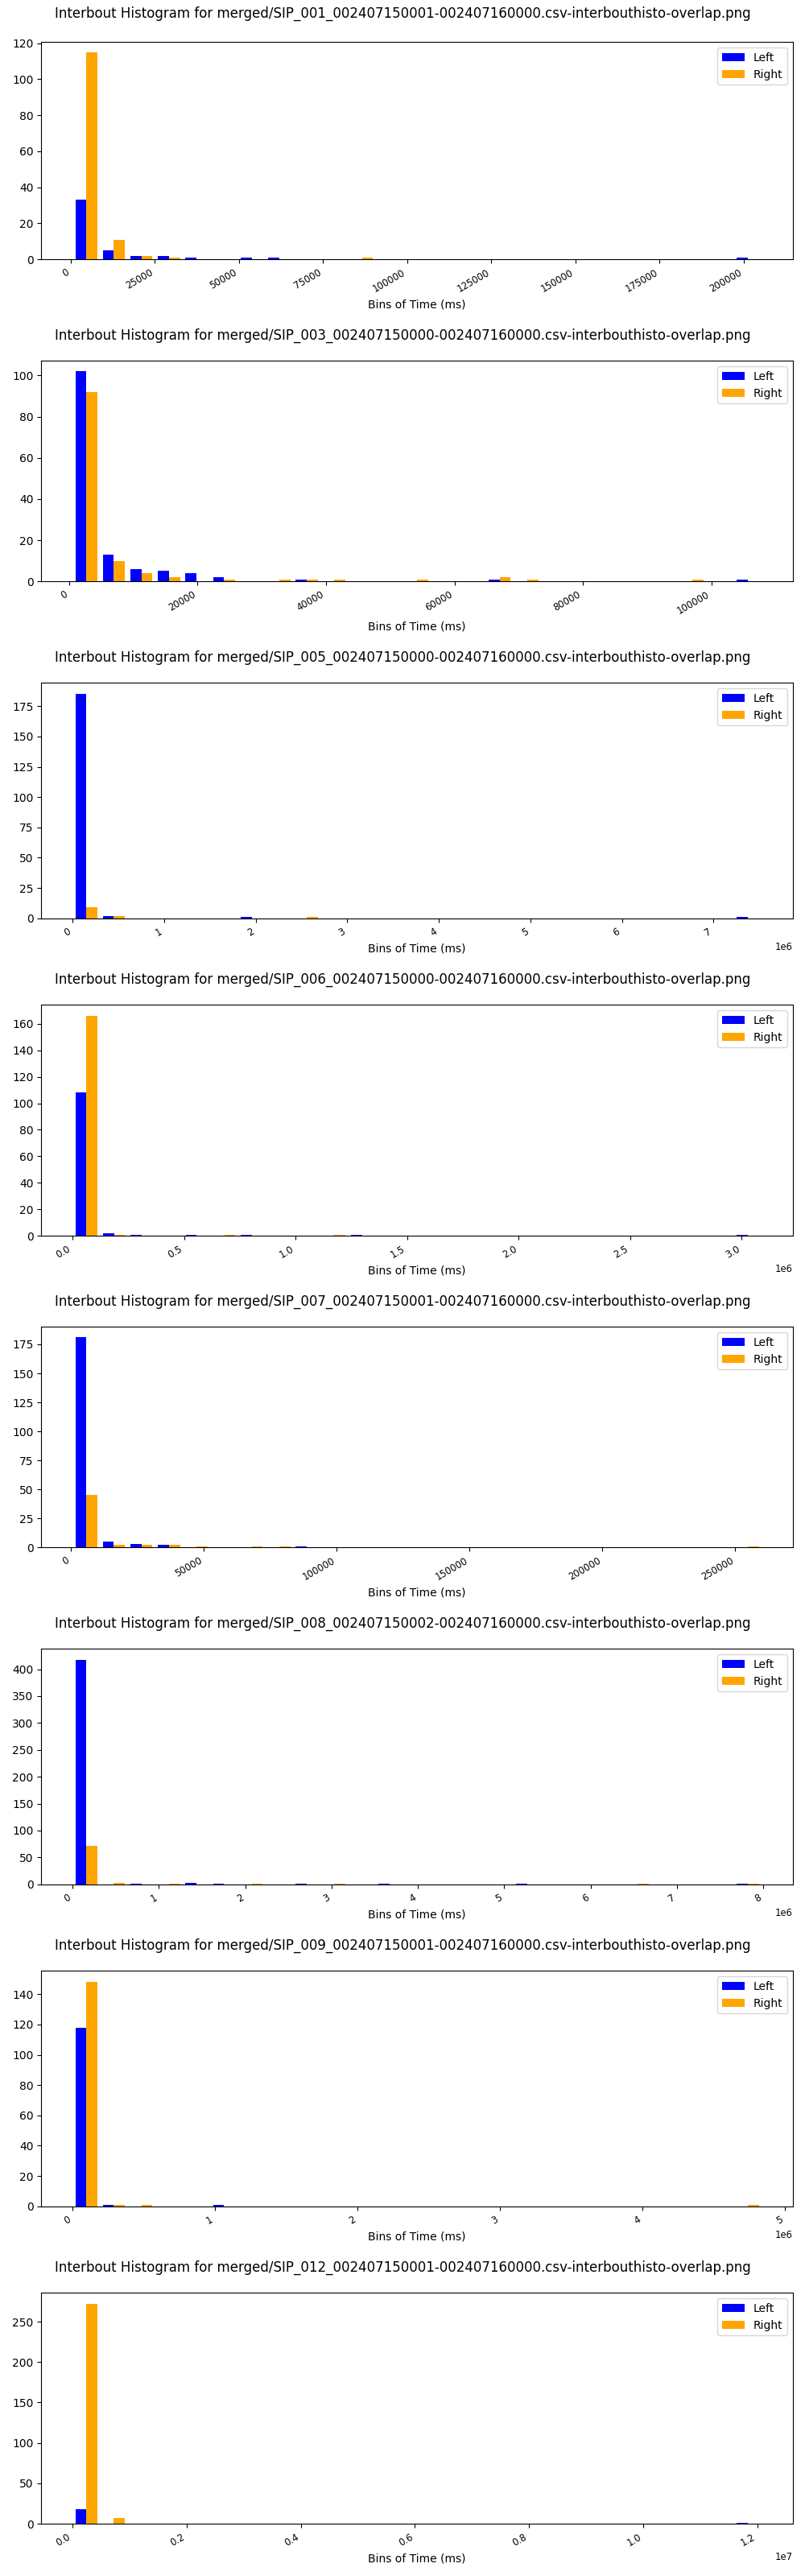 Interbout Histogram for merged/SIP_001_002407150001-002407160000.csv-interbouthisto-overlap.png
120
100
80
60
40
20
0
Left
Right
0 25000 50000 75000 100000 125000 150000 175000 200000
Bins of Time (ms)
Interbout Histogram for merged/SIP_003_002407150000-002407160000.csv-interbouthisto-overlap.png
100
80
60
40
20
0
Left
Right
0 20000 40000 60000 80000 100000
Bins of Time (ms)
Interbout Histogram for merged/SIP_005_002407150000-002407160000.csv-interbouthisto-overlap.png
175
150
125
100
75
50
25
0
Left
Right
0 1 2 3 4 5 6 7
1e6
Bins of Time (ms)
Interbout Histogram for merged/SIP_006_002407150000-002407160000.csv-interbouthisto-overlap.png
160
140
120
100
80
60
40
20
0
Left
Right
0.0 0.5 1.0 1.5 2.0 2.5 3.0
1e6
Bins of Time (ms)
Interbout Histogram for merged/SIP_007_002407150001-002407160000.csv-interbouthisto-overlap.png
175
150
125
100
75
50
25
0
Left
Right
0 50000 100000 150000 200000 250000
Bins of Time (ms)
Interbout Histogram for merged/SIP_008_002407150002-002407160000.csv-interbouthisto-overlap.png
400
350
300
250
200
150
100
50
0
Left
Right
0 1 2 3 4 5 6 7 8
1e6
Bins of Time (ms)
Interbout Histogram for merged/SIP_009_002407150001-002407160000.csv-interbouthisto-overlap.png
140
120
100
80
60
40
20
0
Left
Right
0 1 2 3 4 5
1e6
Bins of Time (ms)
Interbout Histogram for merged/SIP_012_002407150001-002407160000.csv-interbouthisto-overlap.png
250
200
150
100
50
0
Left
Right
0.0 0.2 0.4 0.6 0.8 1.0 1.2
1e7
Bins of Time (ms)